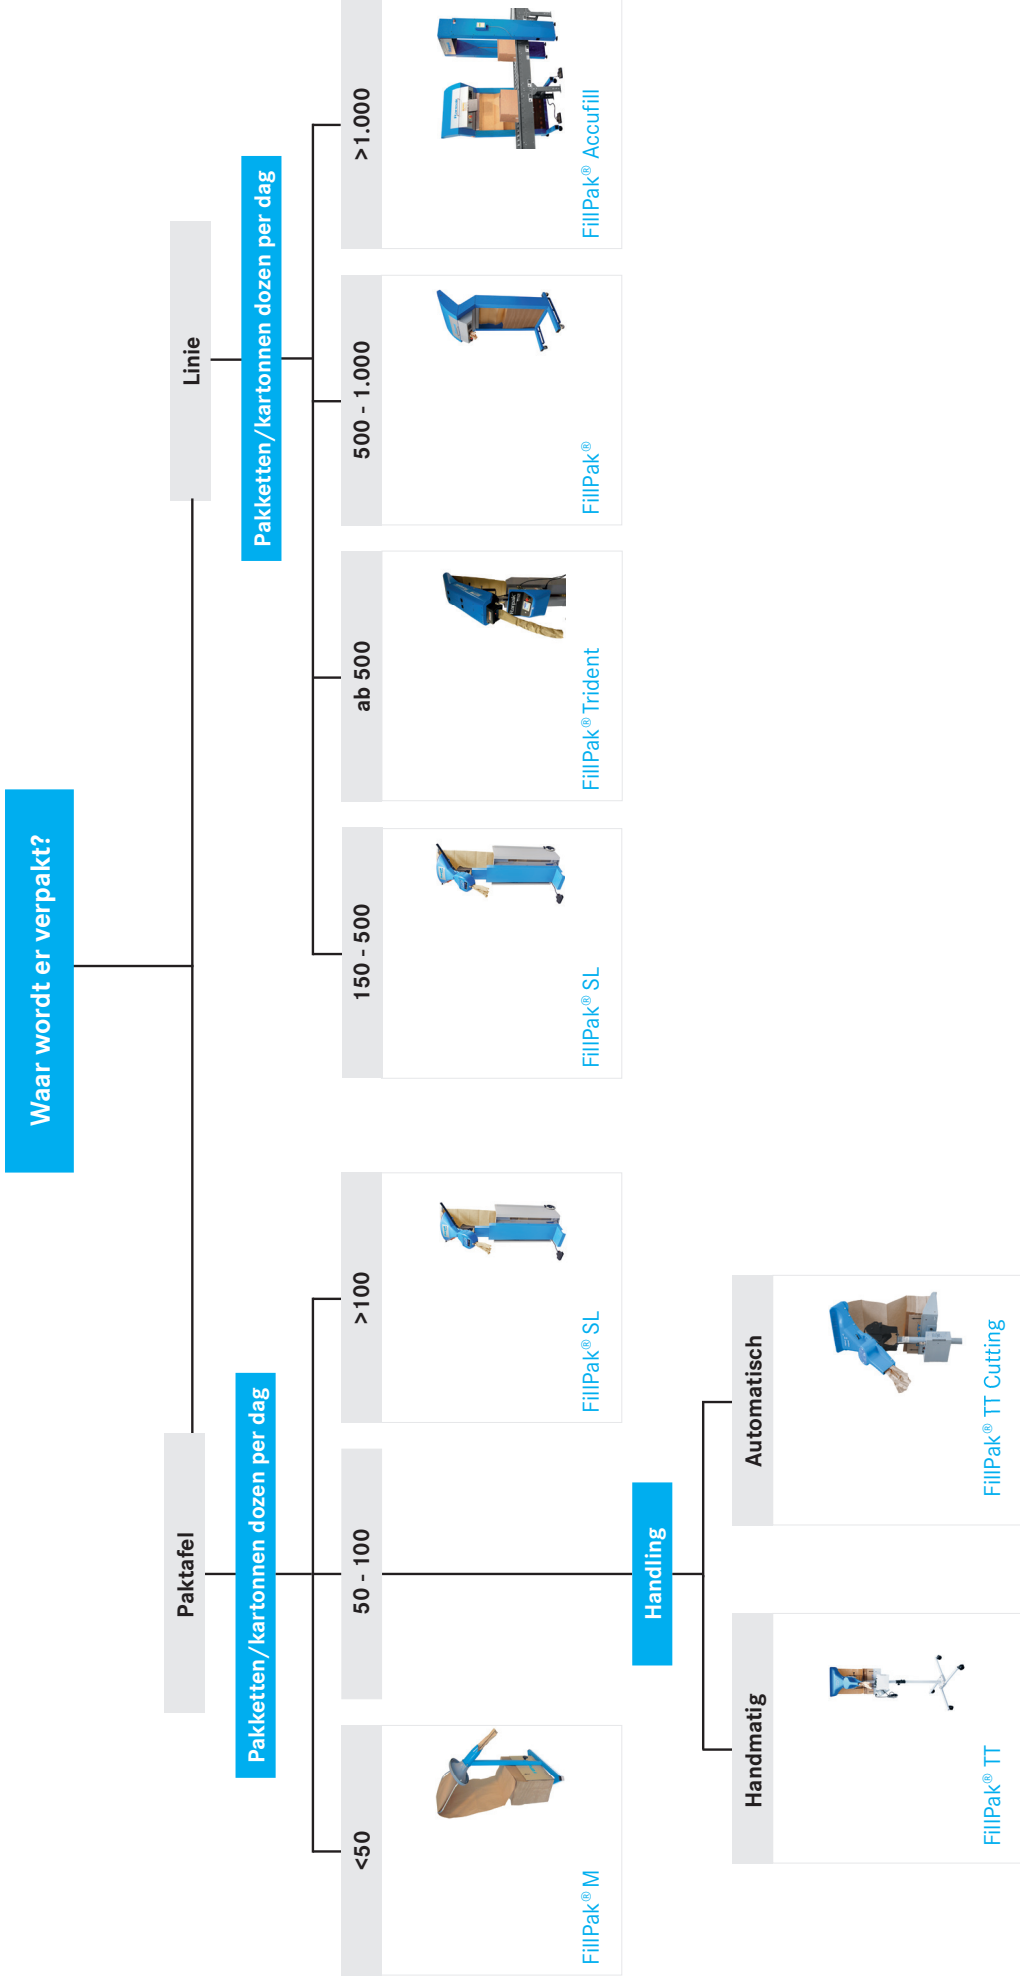 Waar wordt er verpakt?
Paktafel
Linie
Pakketten/kartonnen dozen per dag
Pakketten/kartonnen dozen per dag
<50
50 - 100
>100
150 - 500
ab 500
500 - 1.000
>1.000
FillPak® M
FillPak® SL
FillPak® SL
FillPak® Trident
FillPak®
FillPak® Accufill
Handling
Handmatig
Automatisch
FillPak® TT
FillPak® TT Cutting